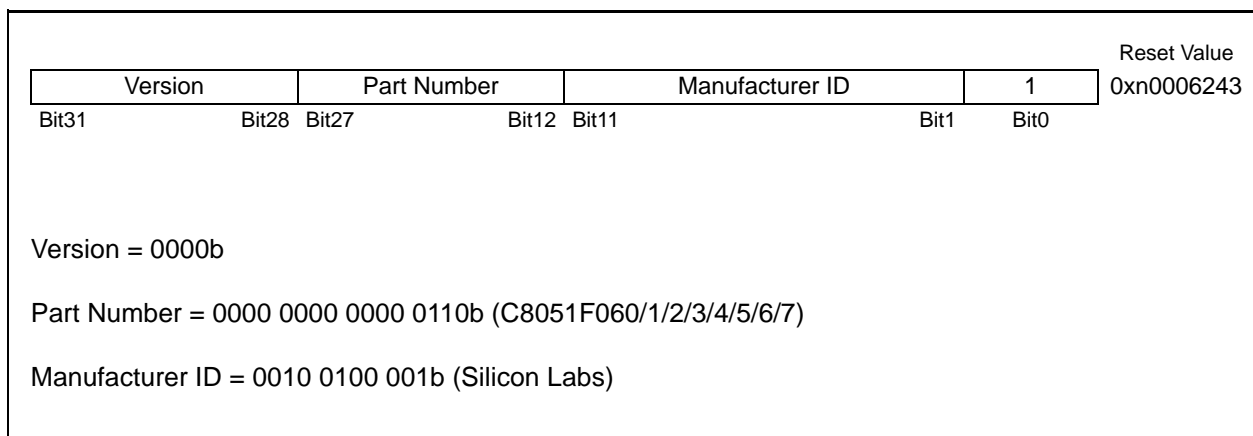 Reset Value
Version Part Number Manufacturer ID 1 0xn0006243
Bit31 Bit28 Bit27 Bit12 Bit11 Bit1 Bit0
Version = 0000b
Part Number = 0000 0000 0000 0110b (C8051F060/1/2/3/4/5/6/7)
Manufacturer ID = 0010 0100 001b (Silicon Labs)